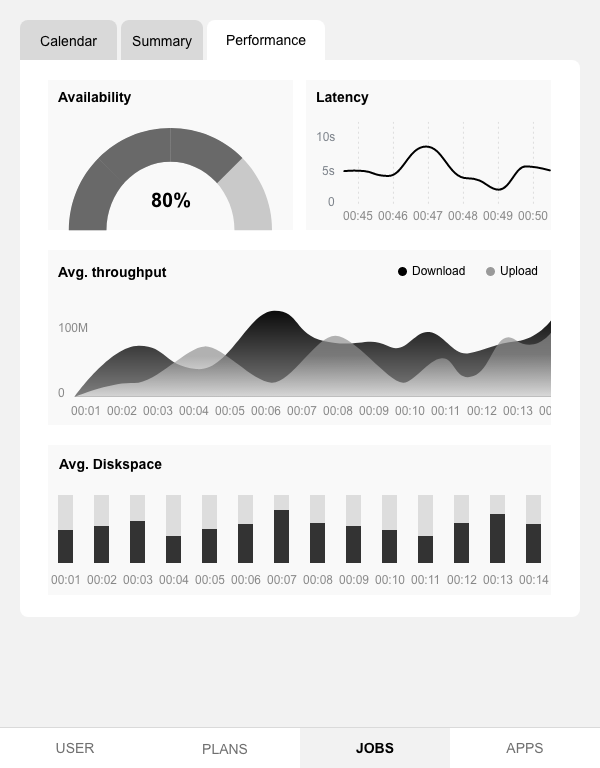 Calendar Summary Performance
Availability
80%
Latency
10s
5s
0
00:45 00:46 00:47 00:48 00:49 00:50
Avg. throughput
Download Upload
100M
0
00:01 00:02 00:03 00:04 00:05 00:06 00:07 00:08 00:09 00:10 00:11 00:12 00:13 00
Avg. Diskspace
00:01 00:02 00:03 00:04 00:05 00:06 00:07 00:08 00:09 00:10 00:11 00:12 00:13 00:14
USER PLANS JOBS APPS